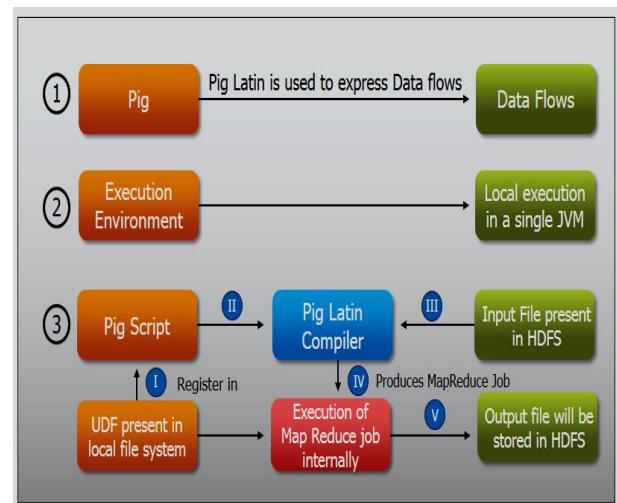 1
Pig
Pig Latin is used to express Data flows
Data Flows
2
Execution
Environment
Local execution
in a single JVM
3
Pig Script
II
Pig Latin
Compiler
III
Input File present
in HDFS
I
Register in
IV
Produces MapReduce Job
UDF present in
local file system
Execution of
Map Reduce job
internally
V
Output file will be
stored in HDFS